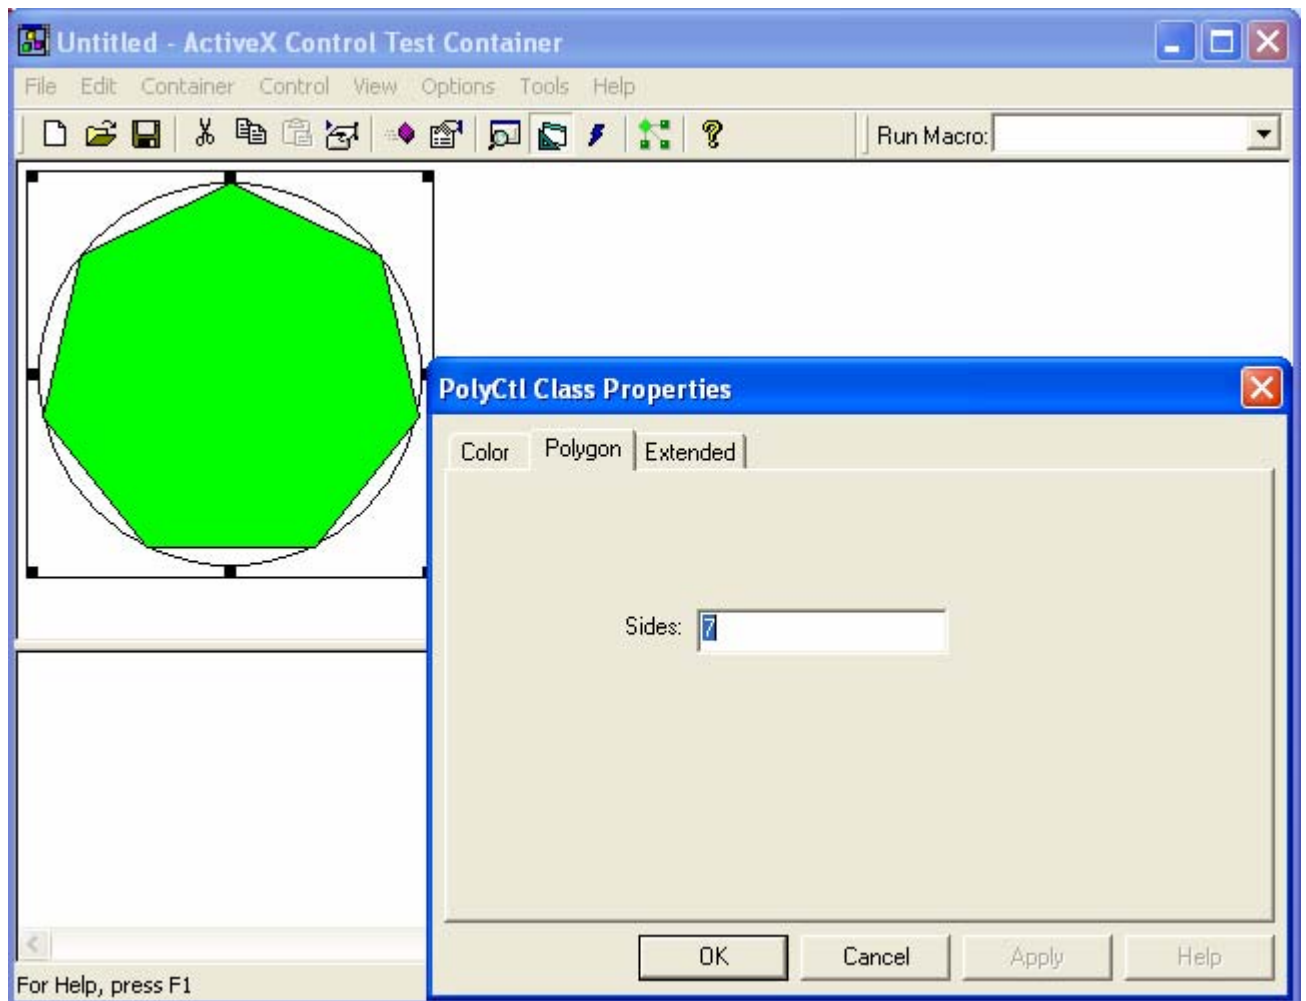 Untitled - ActiveX Control Test Container
File Edit Container Control View Options Tools Help
Run Macro:
PolyCtl Class Properties
Color Polygon Extended
Sides: 7
OK Cancel Apply Help
For Help, press F1